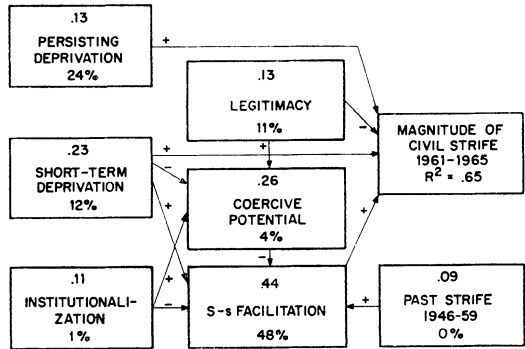 .13
PERSISTING
DEPRIVATION
24%
+
.13
LEGITIMACY
11%
-
+
MAGNITUDE OF
CIVIL STRIFE
1961-1965
R² = .65
.23
SHORT-TERM
DEPRIVATION
12%
+
-
+
.26
COERCIVE
POTENTIAL
4%
-
+
.11
INSTITUTIONALI-
ZATION
1%
+
-
.44
S-s FACILITATION
48%
+
.09
PAST STRIFE
1946-59
0%